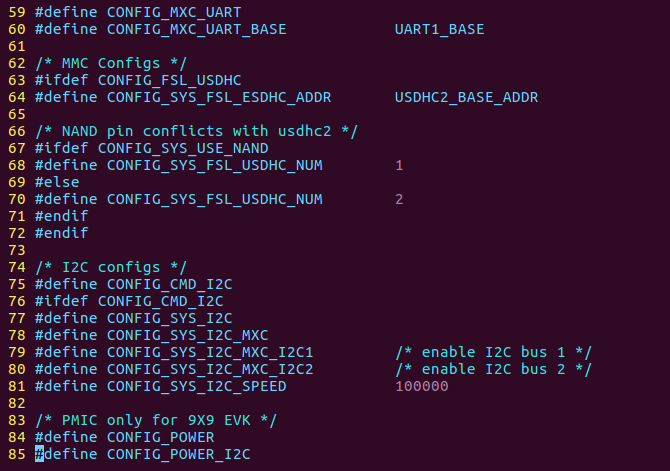 59 #define CONFIG_MXC_UART
60 #define CONFIG_MXC_UART_BASE            UART1_BASE
61
62 /* MMC Configs */
63 #ifdef CONFIG_FSL_USDHC
64 #define CONFIG_SYS_FSL_ESDHC_ADDR       USDHC2_BASE_ADDR
65
66 /* NAND pin conflicts with usdhc2 */
67 #ifdef CONFIG_SYS_USE_NAND
68 #define CONFIG_SYS_FSL_USDHC_NUM        1
69 #else
70 #define CONFIG_SYS_FSL_USDHC_NUM        2
71 #endif
72 #endif
73
74 /* I2C configs */
75 #define CONFIG_CMD_I2C
76 #ifdef CONFIG_CMD_I2C
77 #define CONFIG_SYS_I2C
78 #define CONFIG_SYS_I2C_MXC
79 #define CONFIG_SYS_I2C_MXC_I2C1         /* enable I2C bus 1 */
80 #define CONFIG_SYS_I2C_MXC_I2C2         /* enable I2C bus 2 */
81 #define CONFIG_SYS_I2C_SPEED            100000
82
83 /* PMIC only for 9X9 EVK */
84 #define CONFIG_POWER
85 #define CONFIG_POWER_I2C